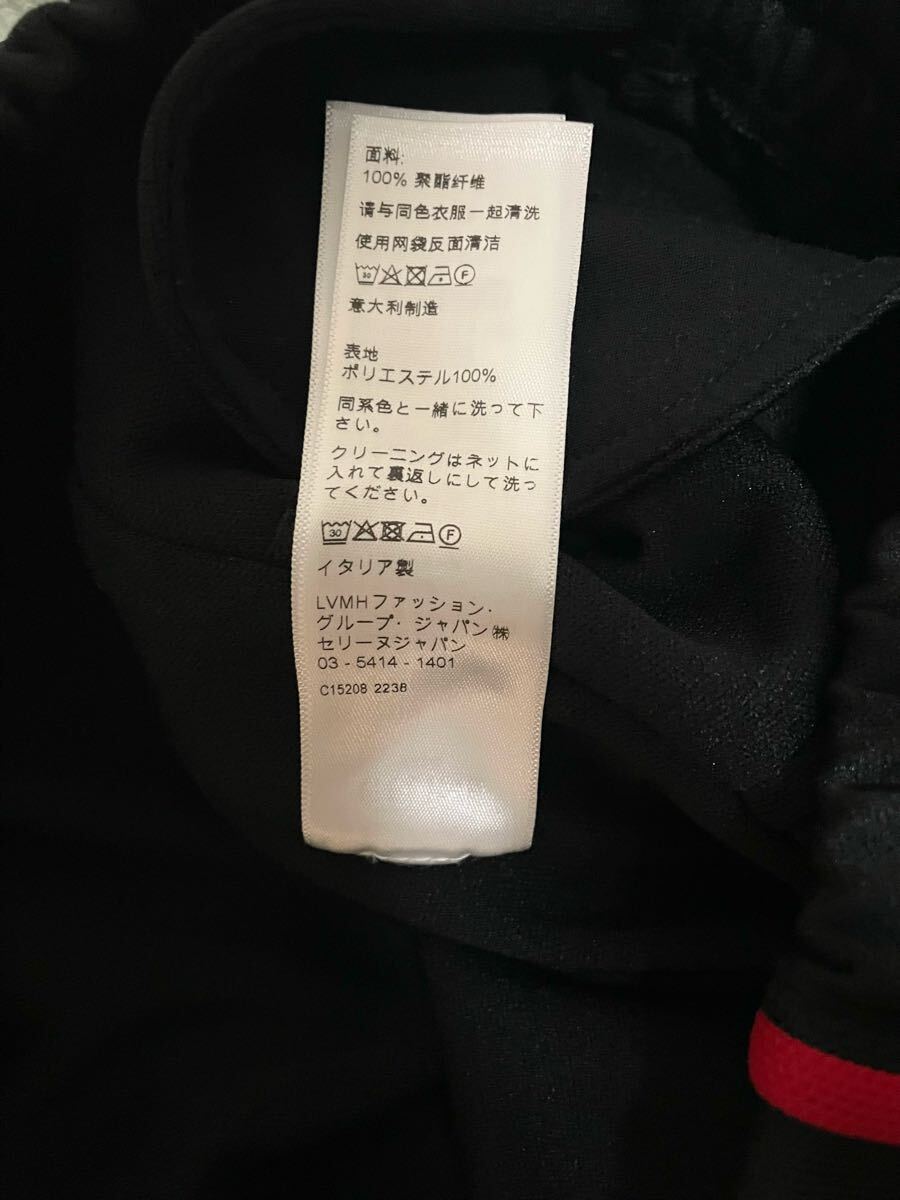 面料:
100% 聚酯纤维
请与同色衣服一起清洗
使用网袋反面清洁
30 F
意大利制造
表地
ポリエステル100%
同系色と一緒に洗って下
さい。
クリーニングはネットに
入れて裏返しにして洗っ
てください。
30 F
イタリア製
LVMHファッション・
グループ・ジャパン㈱
セリーヌジャパン
03 - 5414 - 1401
C15208 2236